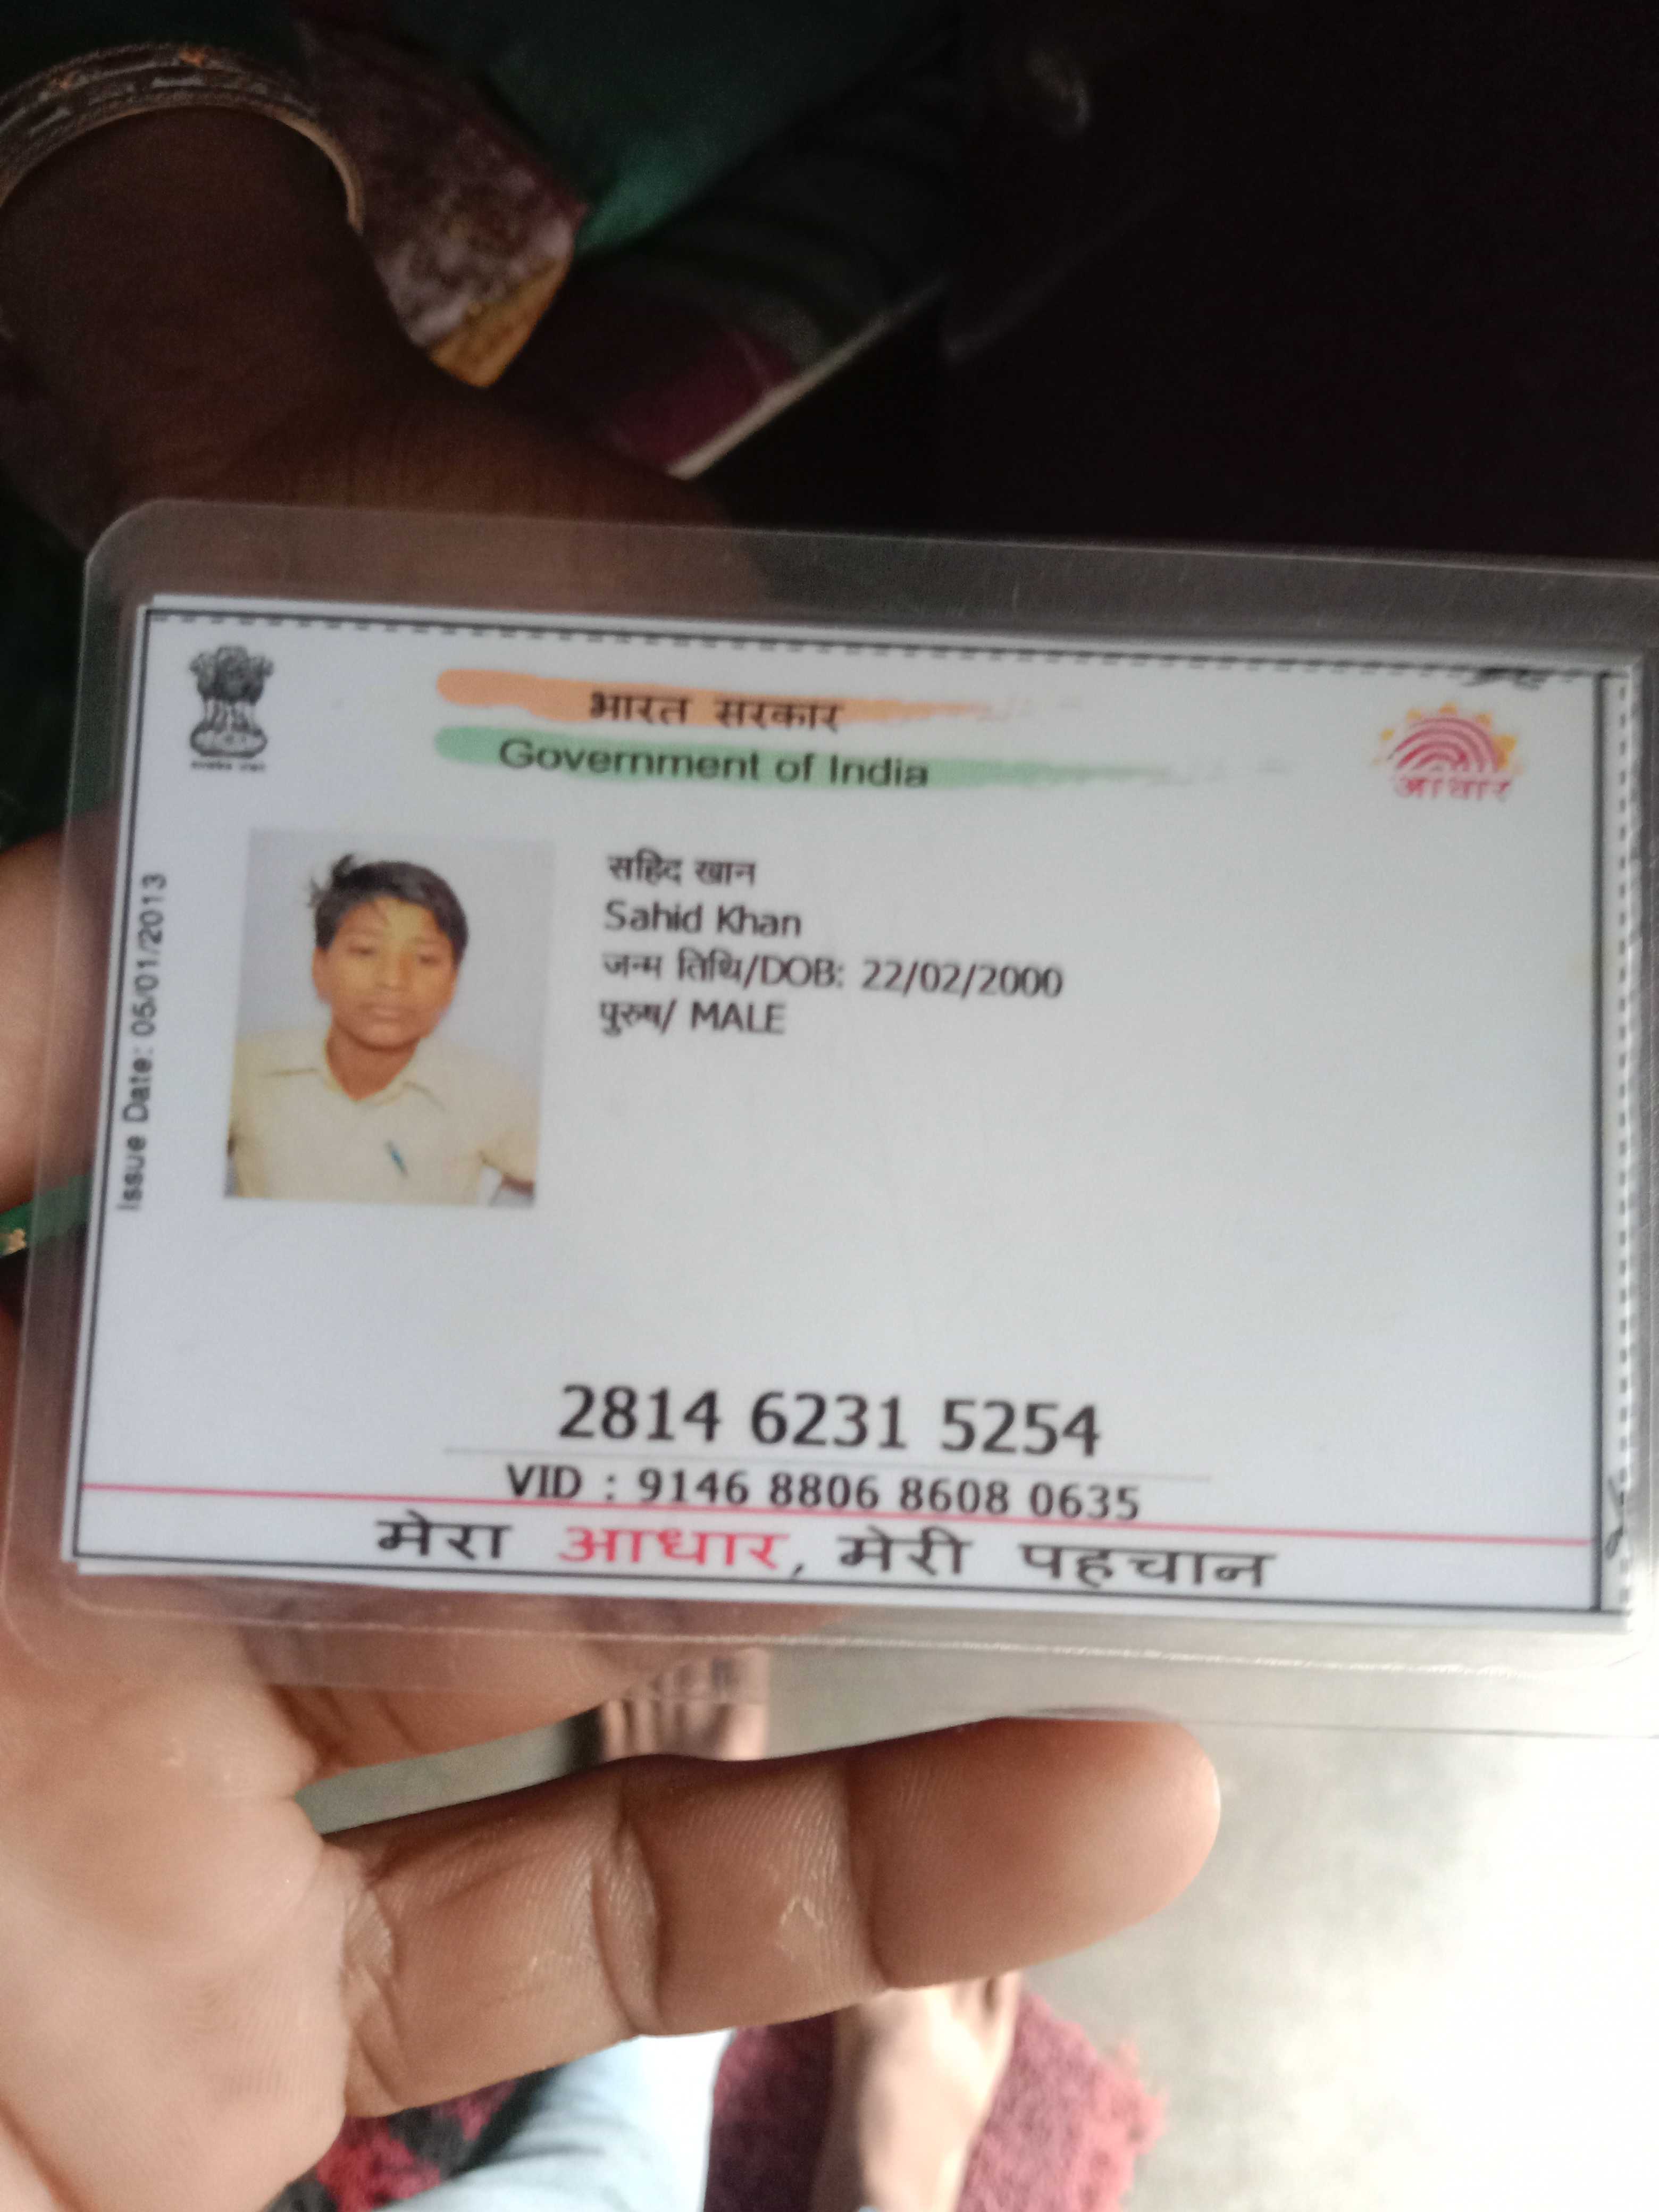 भारत सरकार
Government of India
आधार
Issue Date: 05/01/2013
सहिद खान
Sahid Khan
जन्म तिथि/DOB: 22/02/2000
पुरुष/ MALE
2814 6231 5254
VID : 9146 8806 8608 0635
मेरा आधार, मेरी पहचान